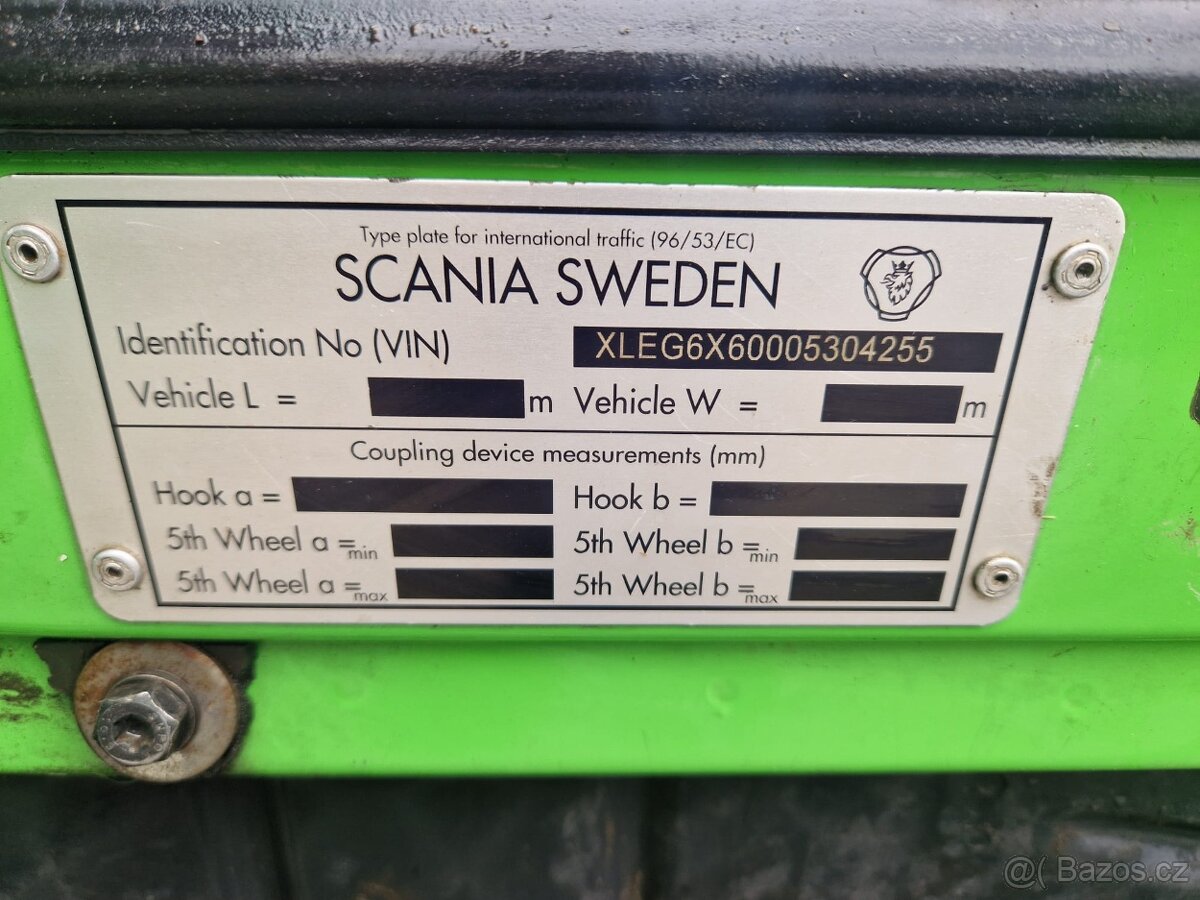 Type plate for international traffic (96/53/EC)
SCANIA SWEDEN
Identification No (VIN) XLEG6X60005304255
Vehicle L = m Vehicle W = m
Coupling device measurements (mm)
Hook a = Hook b =
5th Wheel a =min 5th Wheel b =min
5th Wheel a =max 5th Wheel b =max
@( Bazos.cz